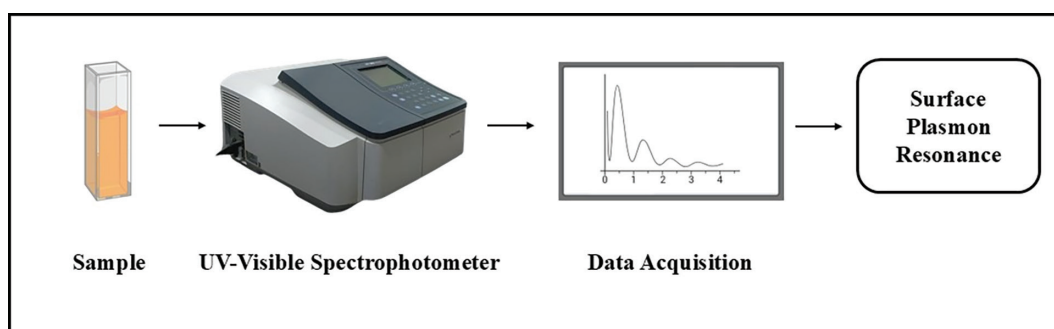 Surface
Plasmon
Resonance
0 1 2 3 4
Sample
UV-Visible Spectrophotometer
Data Acquisition